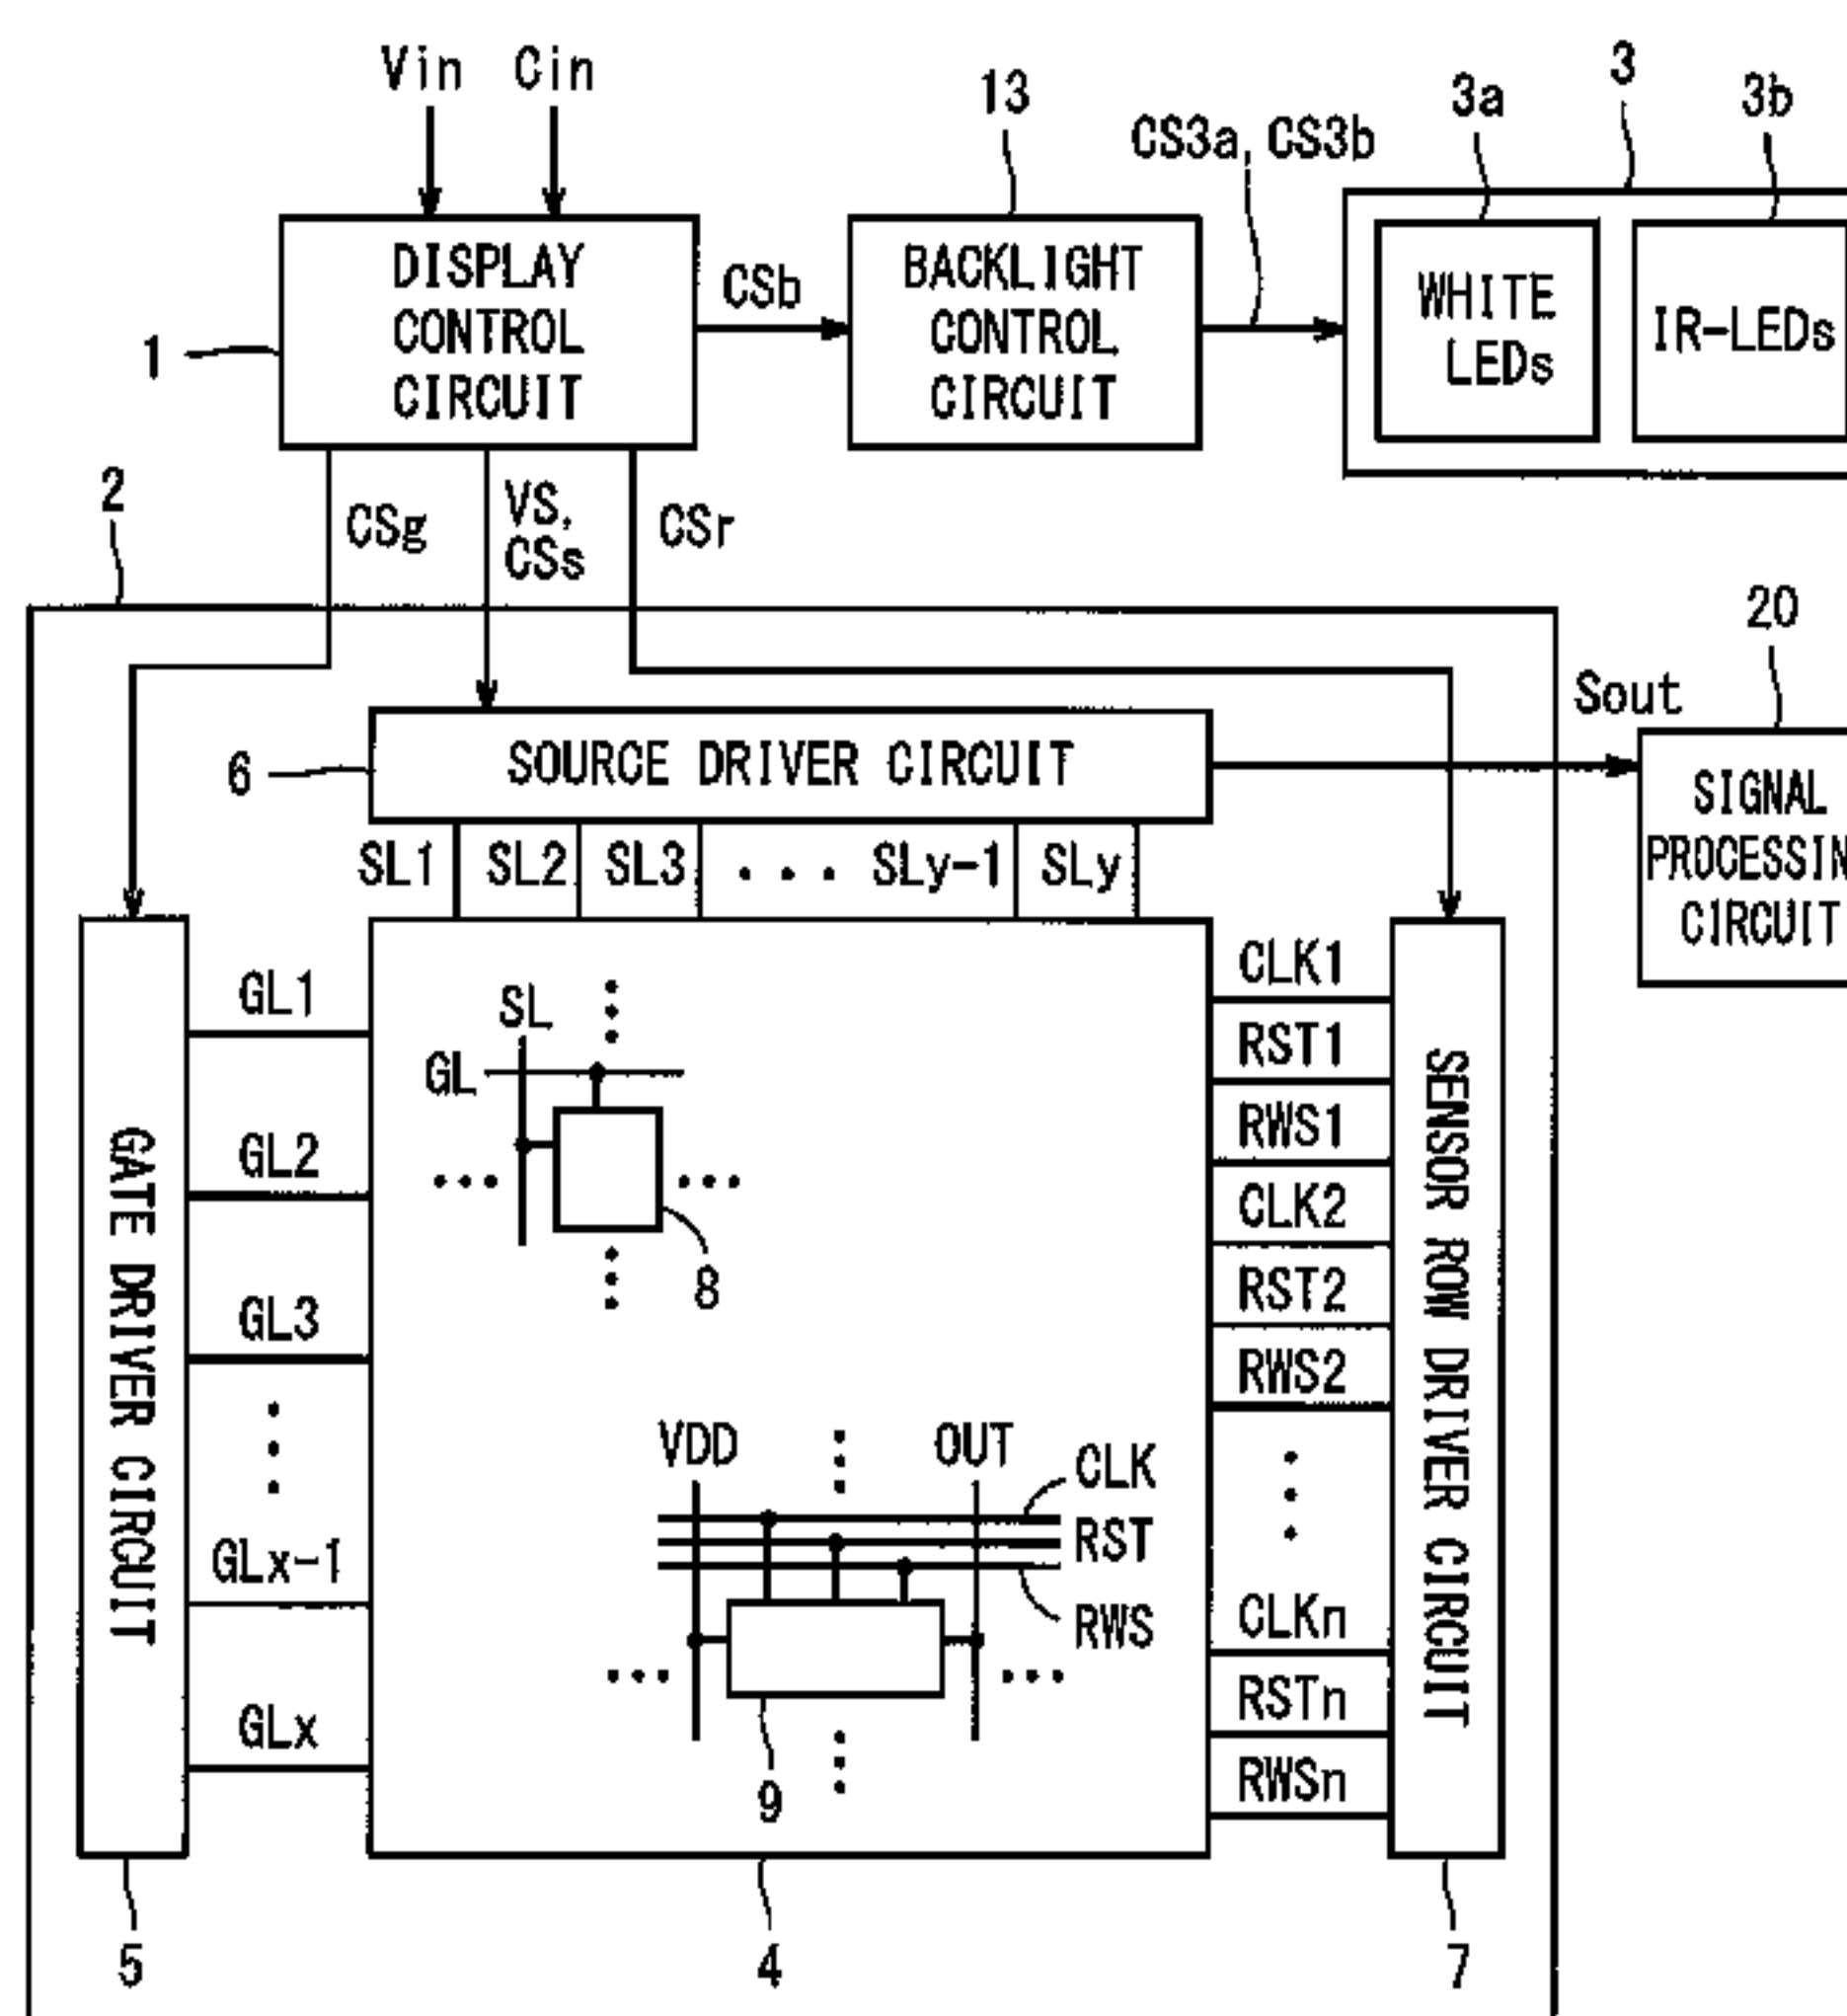 Vin Cin
13
CS3a, CS3b
3
3a
3b
DISPLAY
CONTROL
CIRCUIT
1
CSb
BACKLIGHT
CONTROL
CIRCUIT
WHITE
LEDs
IR-LEDs
2
CSg
VS,
CSs
CSr
20
Sout
6
SOURCE DRIVER CIRCUIT
SIGNAL
PROCESSIN
CIRCUIT
SL1 SL2 SL3 ... SLy-1 SLy
GATE DRIVER CIRCUIT
GL1
GL2
GL3
GLx-1
GLx
SL
GL
8
VDD
OUT
CLK
RST
RWS
9
CLK1
RST1
RWS1
CLK2
RST2
RWS2
CLKn
RSTn
RWSn
SENSOR ROW DRIVER CIRCUIT
5
4
7